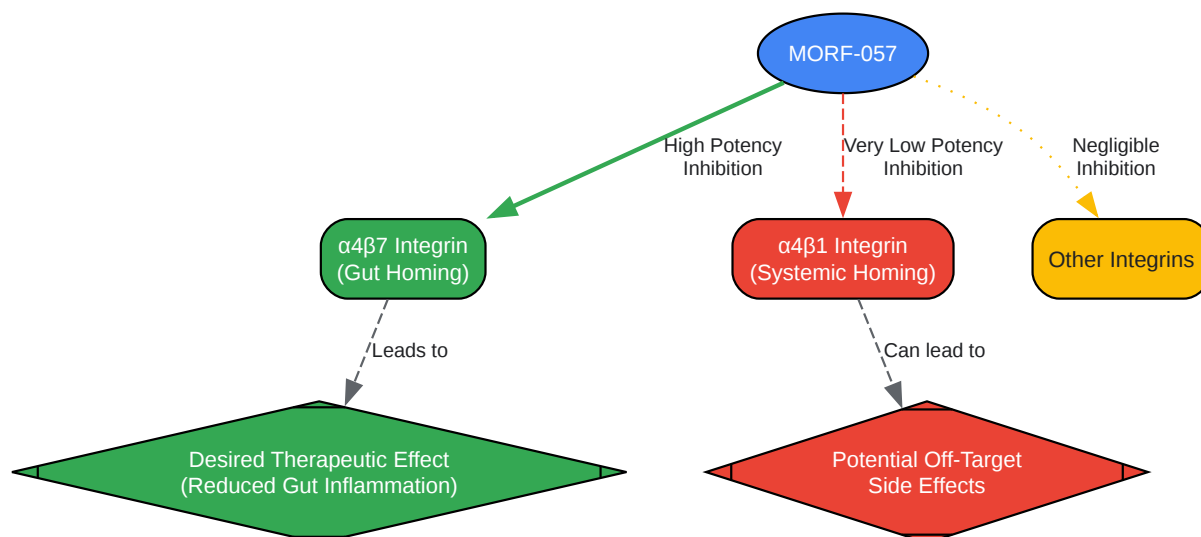 MORF-057
High Potency
Inhibition
Very Low Potency
Inhibition
Negligible
Inhibition
α4β7 Integrin
(Gut Homing)
α4β1 Integrin
(Systemic Homing)
Other Integrins
Leads to
Can lead to
Desired Therapeutic Effect
(Reduced Gut Inflammation)
Potential Off-Target
Side Effects